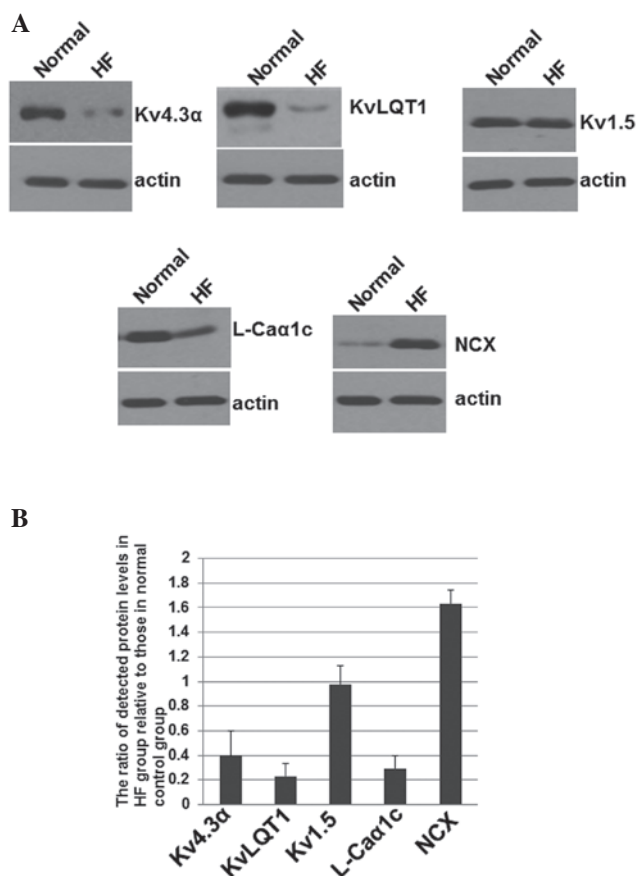 A
Normal HF
Kv4.3α
actin
Normal HF
KvLQT1
actin
Normal HF
Kv1.5
actin
Normal HF
L-Caα1c
actin
Normal HF
NCX
actin
B
The ratio of detected protein levels in
HF group relative to those in normal
control group
2
1.8
1.6
1.4
1.2
1
0.8
0.6
0.4
0.2
0
Kv4.3α
KvLQT1
Kv1.5
L-Caα1c
NCX